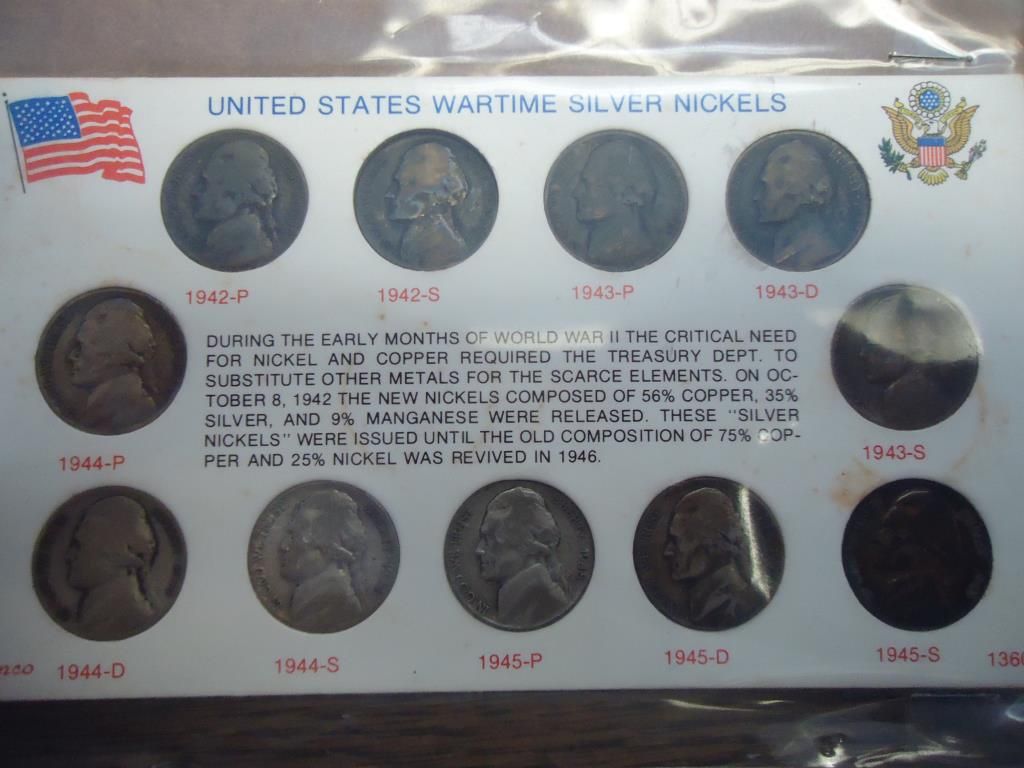 UNITED STATES WARTIME SILVER NICKELS
1942-P 1942-S 1943-P 1943-D
DURING THE EARLY MONTHS OF WORLD WAR II THE CRITICAL NEED
FOR NICKEL AND COPPER REQUIRED THE TREASURY DEPT. TO
SUBSTITUTE OTHER METALS FOR THE SCARCE ELEMENTS. ON OC-
TOBER 8, 1942 THE NEW NICKELS COMPOSED OF 56% COPPER, 35%
SILVER, AND 9% MANGANESE WERE RELEASED. THESE "SILVER
NICKELS" WERE ISSUED UNTIL THE OLD COMPOSITION OF 75% COP-
PER AND 25% NICKEL WAS REVIVED IN 1946.
1944-P 1943-S
nco 1944-D 1944-S 1945-P 1945-D 1945-S 1360